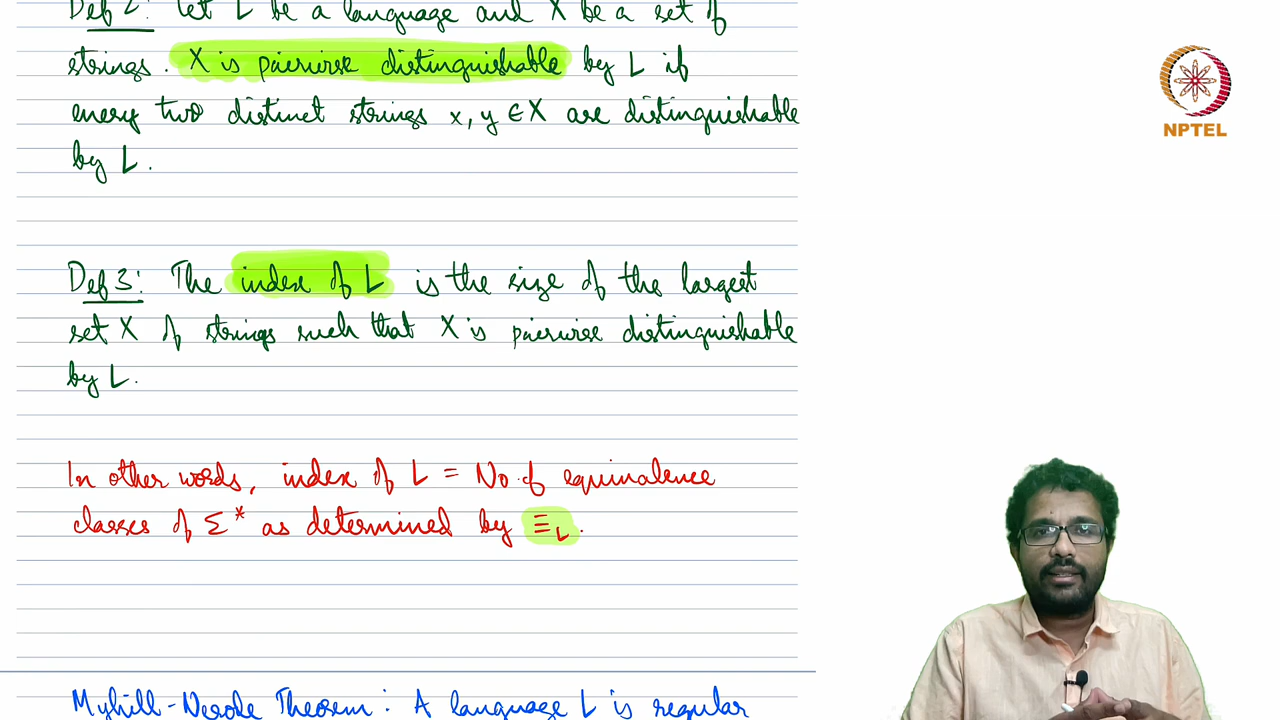 Def 2: Let L be a language and X be a set of
strings. X is pairwise distinguishable by L if
every two distinct strings x, y ∈ X are distinguishable
by L.
Def 3: The index of L is the size of the largest
set X of strings such that X is pairwise distinguishable
by L.
In other words, index of L = No. of equivalence
classes of Σ* as determined by ≡L.
Myhill-Nerode Theorem: A language L is regular
NPTEL